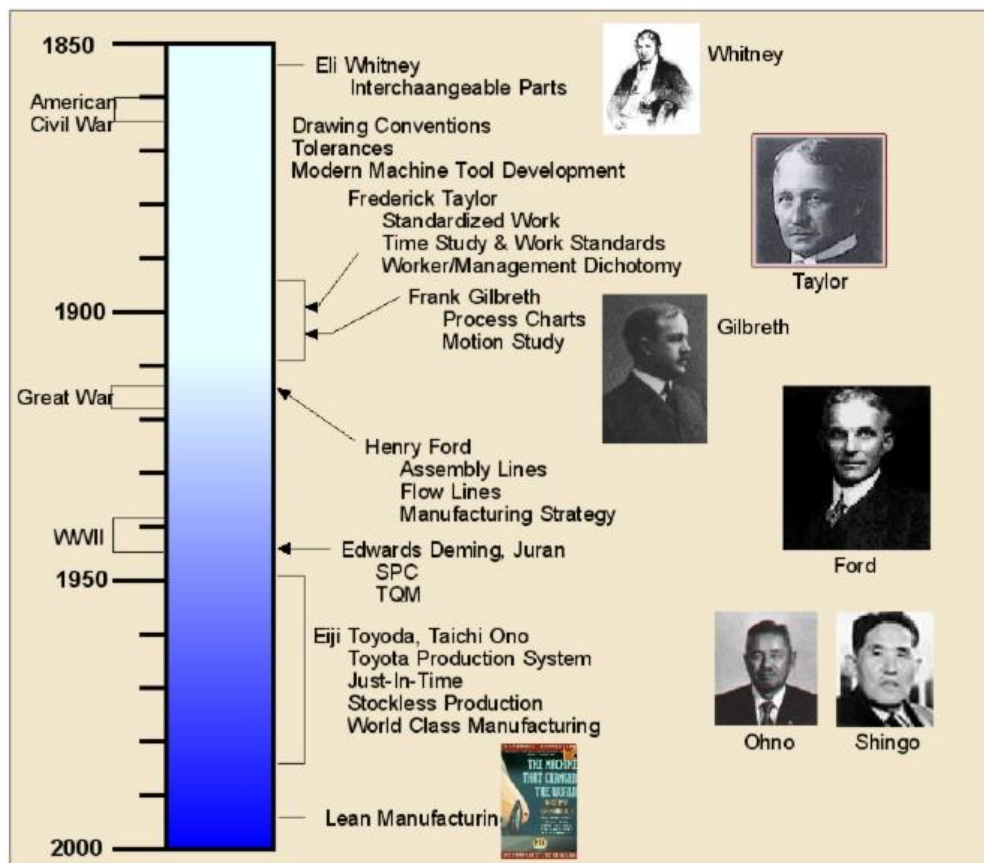 1850
Eli Whitney
Interchaangeable Parts
Whitney
American
Civil War
Drawing Conventions
Tolerances
Modern Machine Tool Development
Frederick Taylor
Standardized Work
Time Study & Work Standards
Worker/Management Dichotomy
Taylor
1900
Frank Gilbreth
Process Charts
Motion Study
Gilbreth
Great War
Henry Ford
Assembly Lines
Flow Lines
Manufacturing Strategy
Ford
WWII
Edwards Deming, Juran
SPC
TQM
1950
Eiji Toyoda, Taichi Ono
Toyota Production System
Just-In-Time
Stockless Production
World Class Manufacturing
Ohno
Shingo
THE MACHINE
THAT CHANGED
THE WORLD
Lean Manufacturin
2000